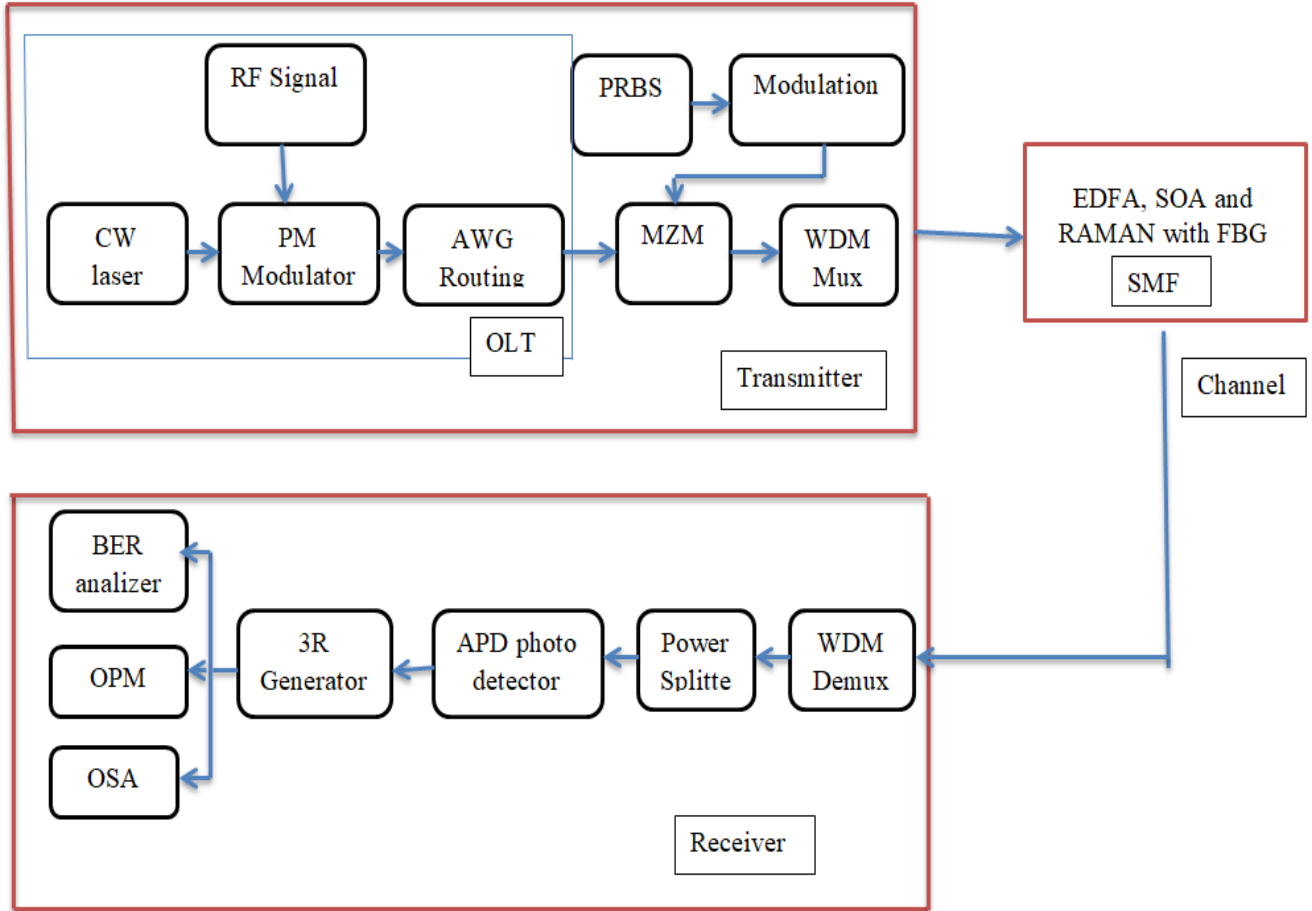 RF Signal
PRBS
Modulation
CW
laser
PM
Modulator
AWG
Routing
MZM
WDM
Mux
OLT
Transmitter
EDFA, SOA and
RAMAN with FBG
SMF
Channel
BER
analizer
OPM
OSA
3R
Generator
APD photo
detector
Power
Splitte
WDM
Demux
Receiver